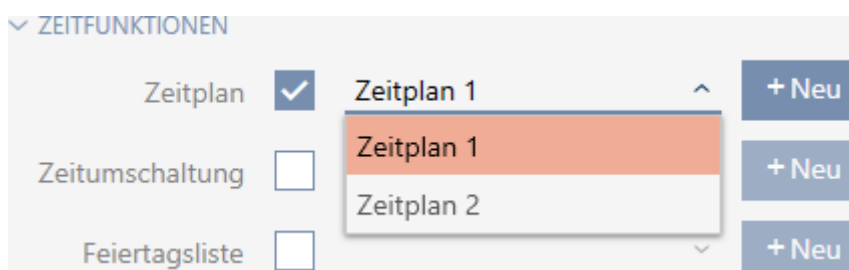 ZEITFUNKTIONEN
Zeitplan Zeitplan 1 + Neu
Zeitplan 1
Zeitumschaltung + Neu
Zeitplan 2
Feiertagsliste + Neu